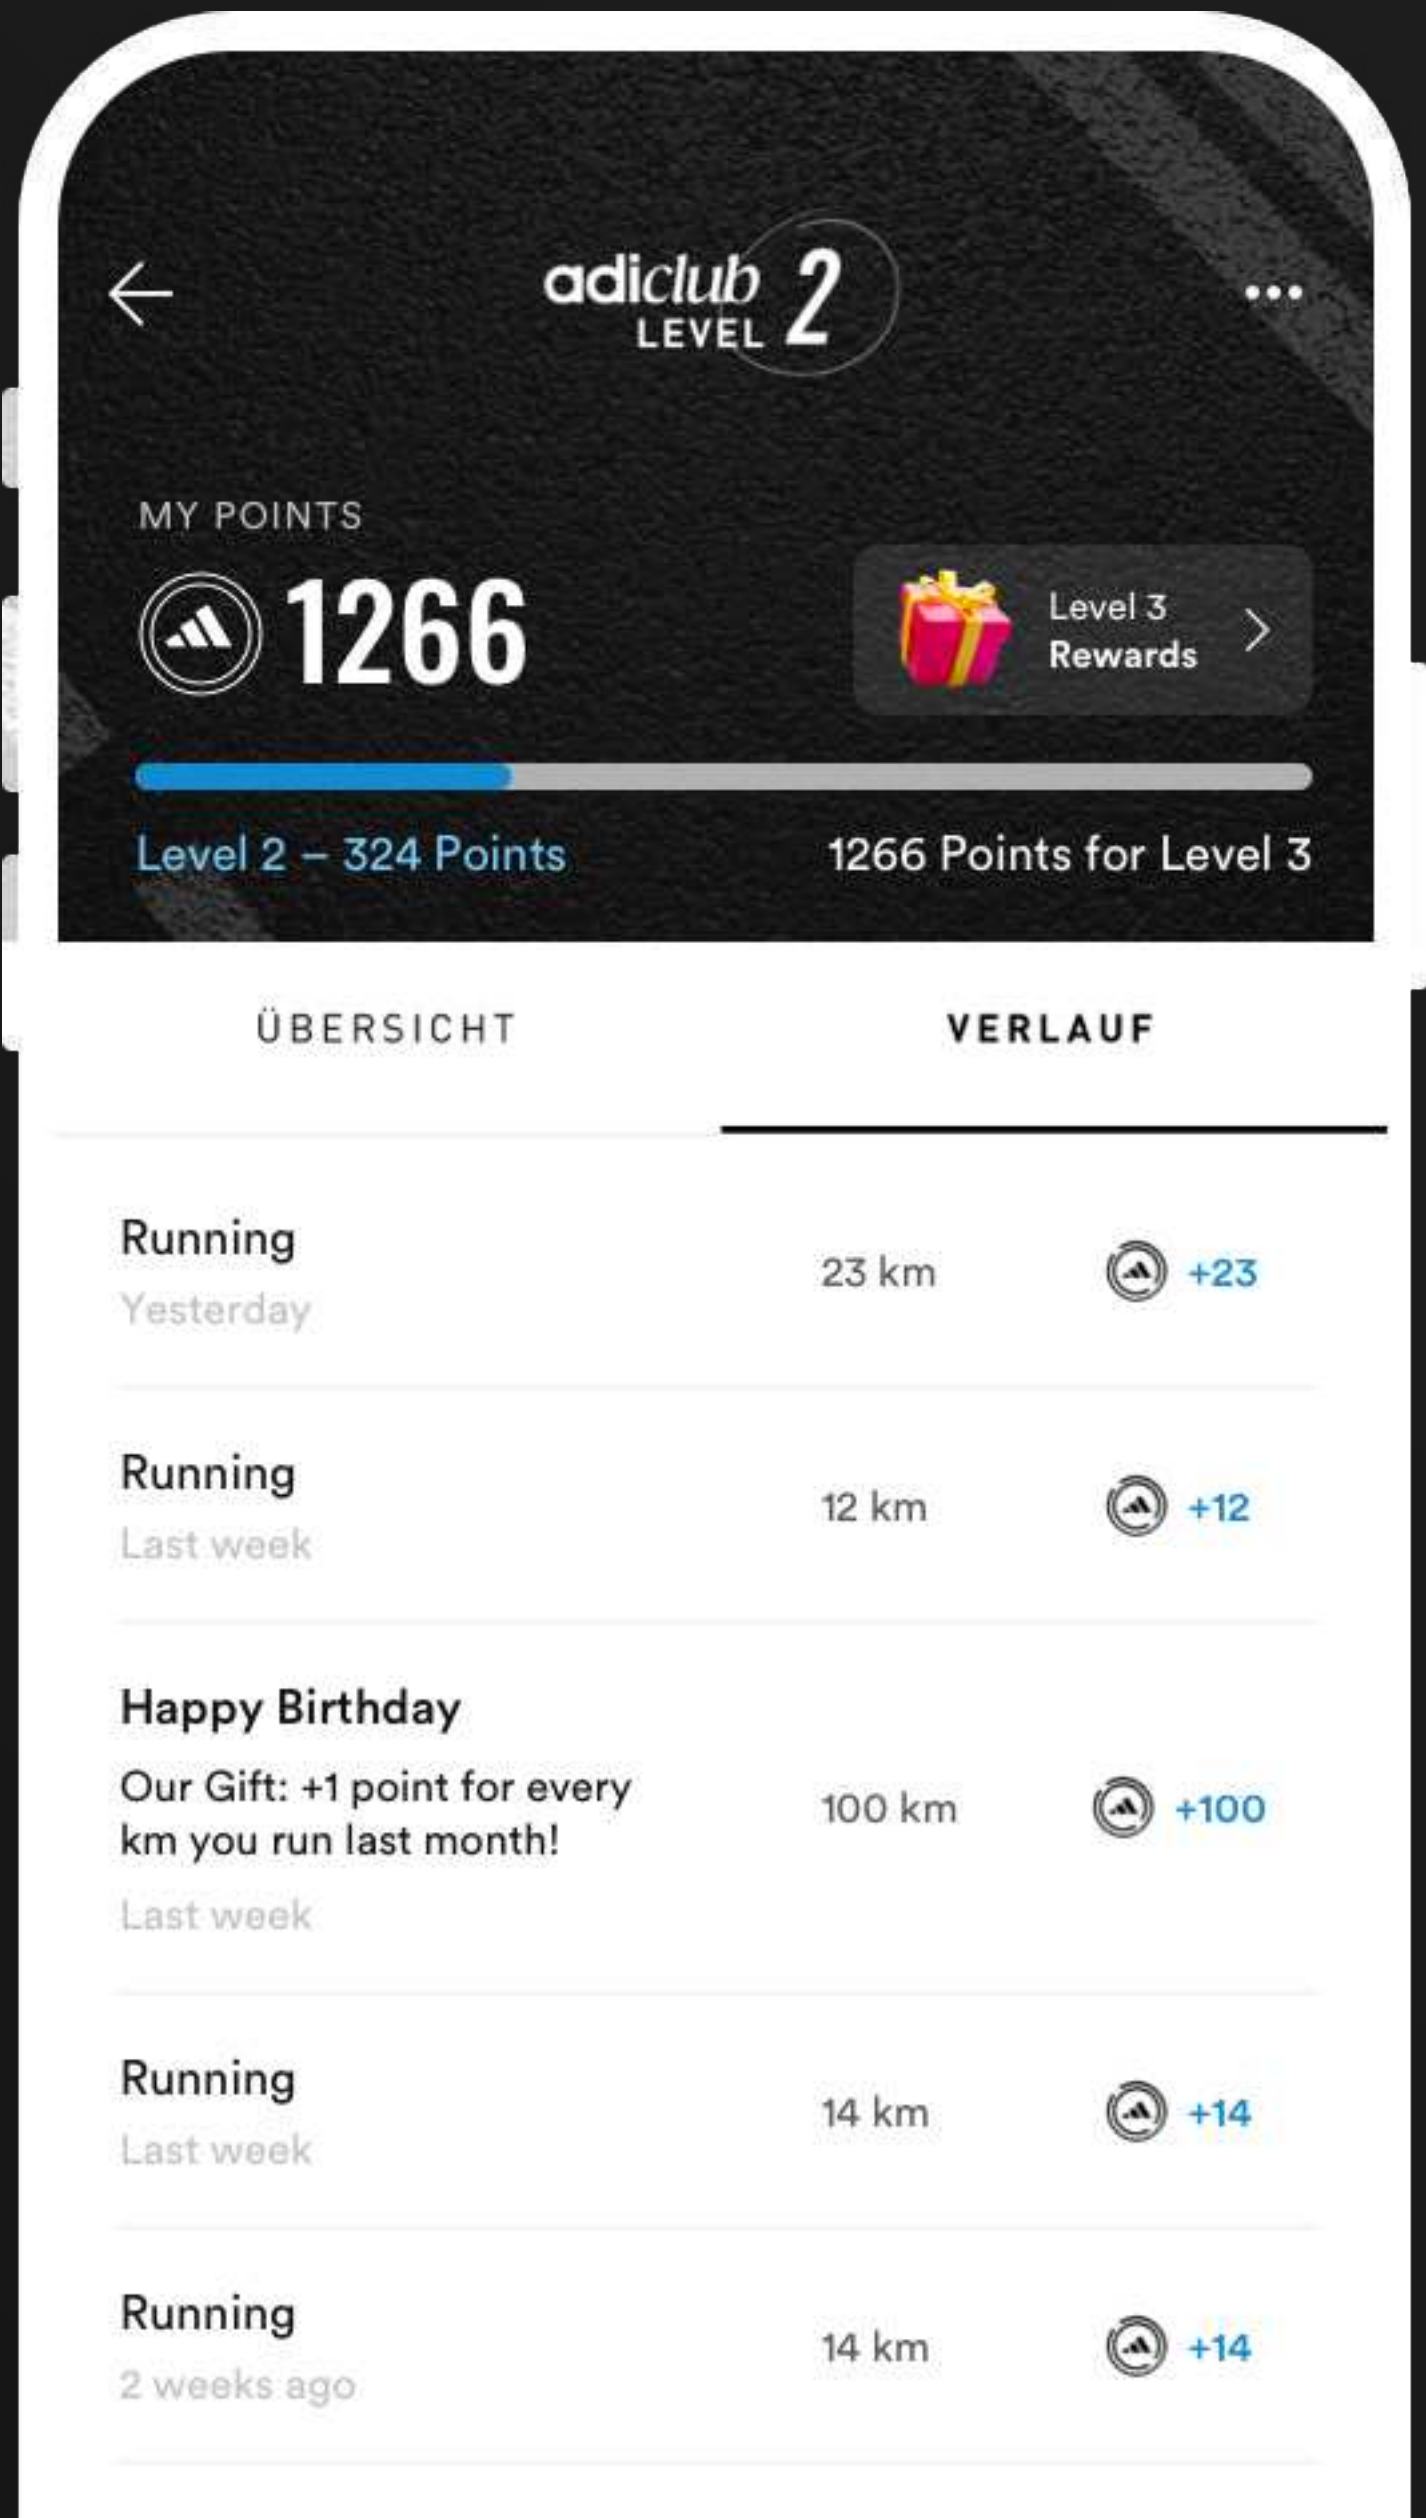 adiclub 2
LEVEL
MY POINTS
1266
Level 3
Rewards
Level 2 – 324 Points
1266 Points for Level 3
ÜBERSICHT
VERLAUF
Running
Yesterday
23 km
+23
Running
Last week
12 km
+12
Happy Birthday
Our Gift: +1 point for every
km you run last month!
Last week
100 km
+100
Running
Last week
14 km
+14
Running
2 weeks ago
14 km
+14